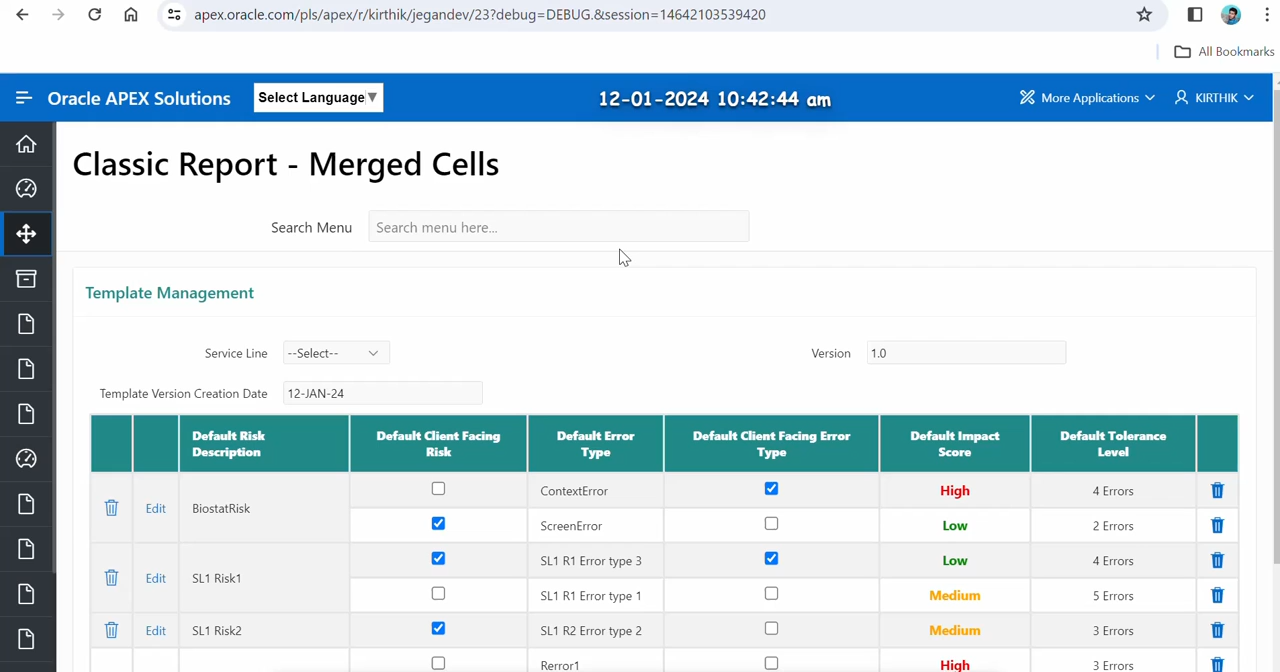 apex.oracle.com/pls/apex/r/kirthik/jegandev/23?debug=DEBUG.&session=14642103539420
All Bookmarks
Oracle APEX Solutions
Select Language ▼
12-01-2024 10:42:44 am
More Applications
KIRTHIK
Classic Report - Merged Cells
Search Menu
Search menu here...
Template Management
Service Line
--Select--
Version
1.0
Template Version Creation Date
12-JAN-24
Default Risk
Description
Default Client Facing
Risk
Default Error
Type
Default Client Facing Error
Type
Default Impact
Score
Default Tolerance
Level
Edit
BiostatRisk
ContextError
High
4 Errors
ScreenError
Low
2 Errors
Edit
SL1 Risk1
SL1 R1 Error type 3
Low
4 Errors
SL1 R1 Error type 1
Medium
5 Errors
Edit
SL1 Risk2
SL1 R2 Error type 2
Medium
3 Errors
Rerror1
High
3 Errors